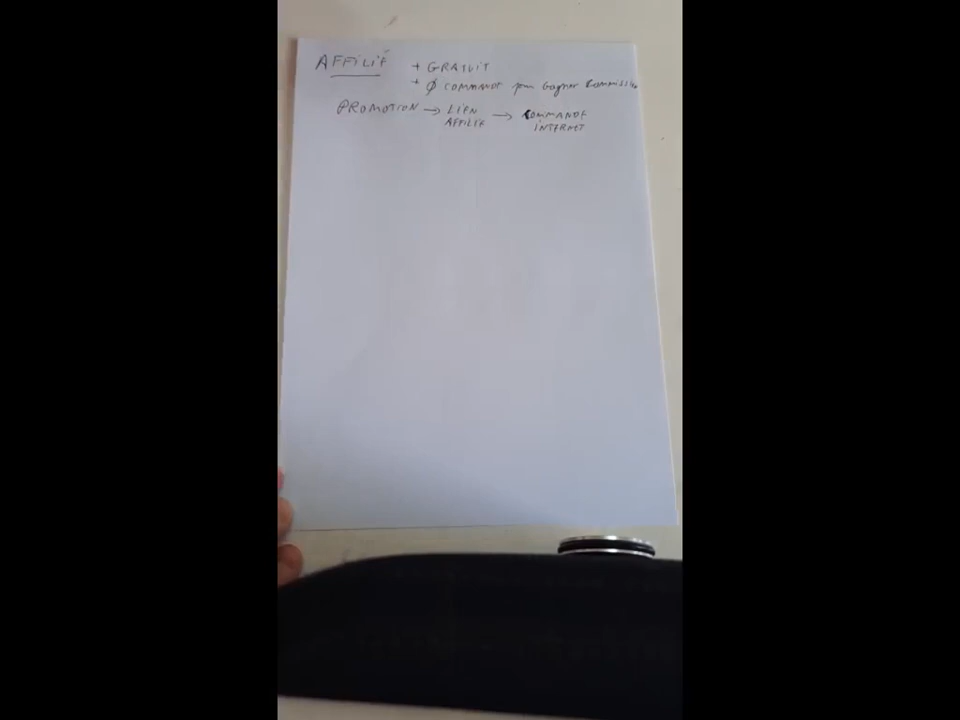 AFFILIÉ + GRATUIT
+ Ø COMMANDE pour Gagner Commission
PROMOTION → LIEN AFFILIÉ → COMMANDE INTERNET